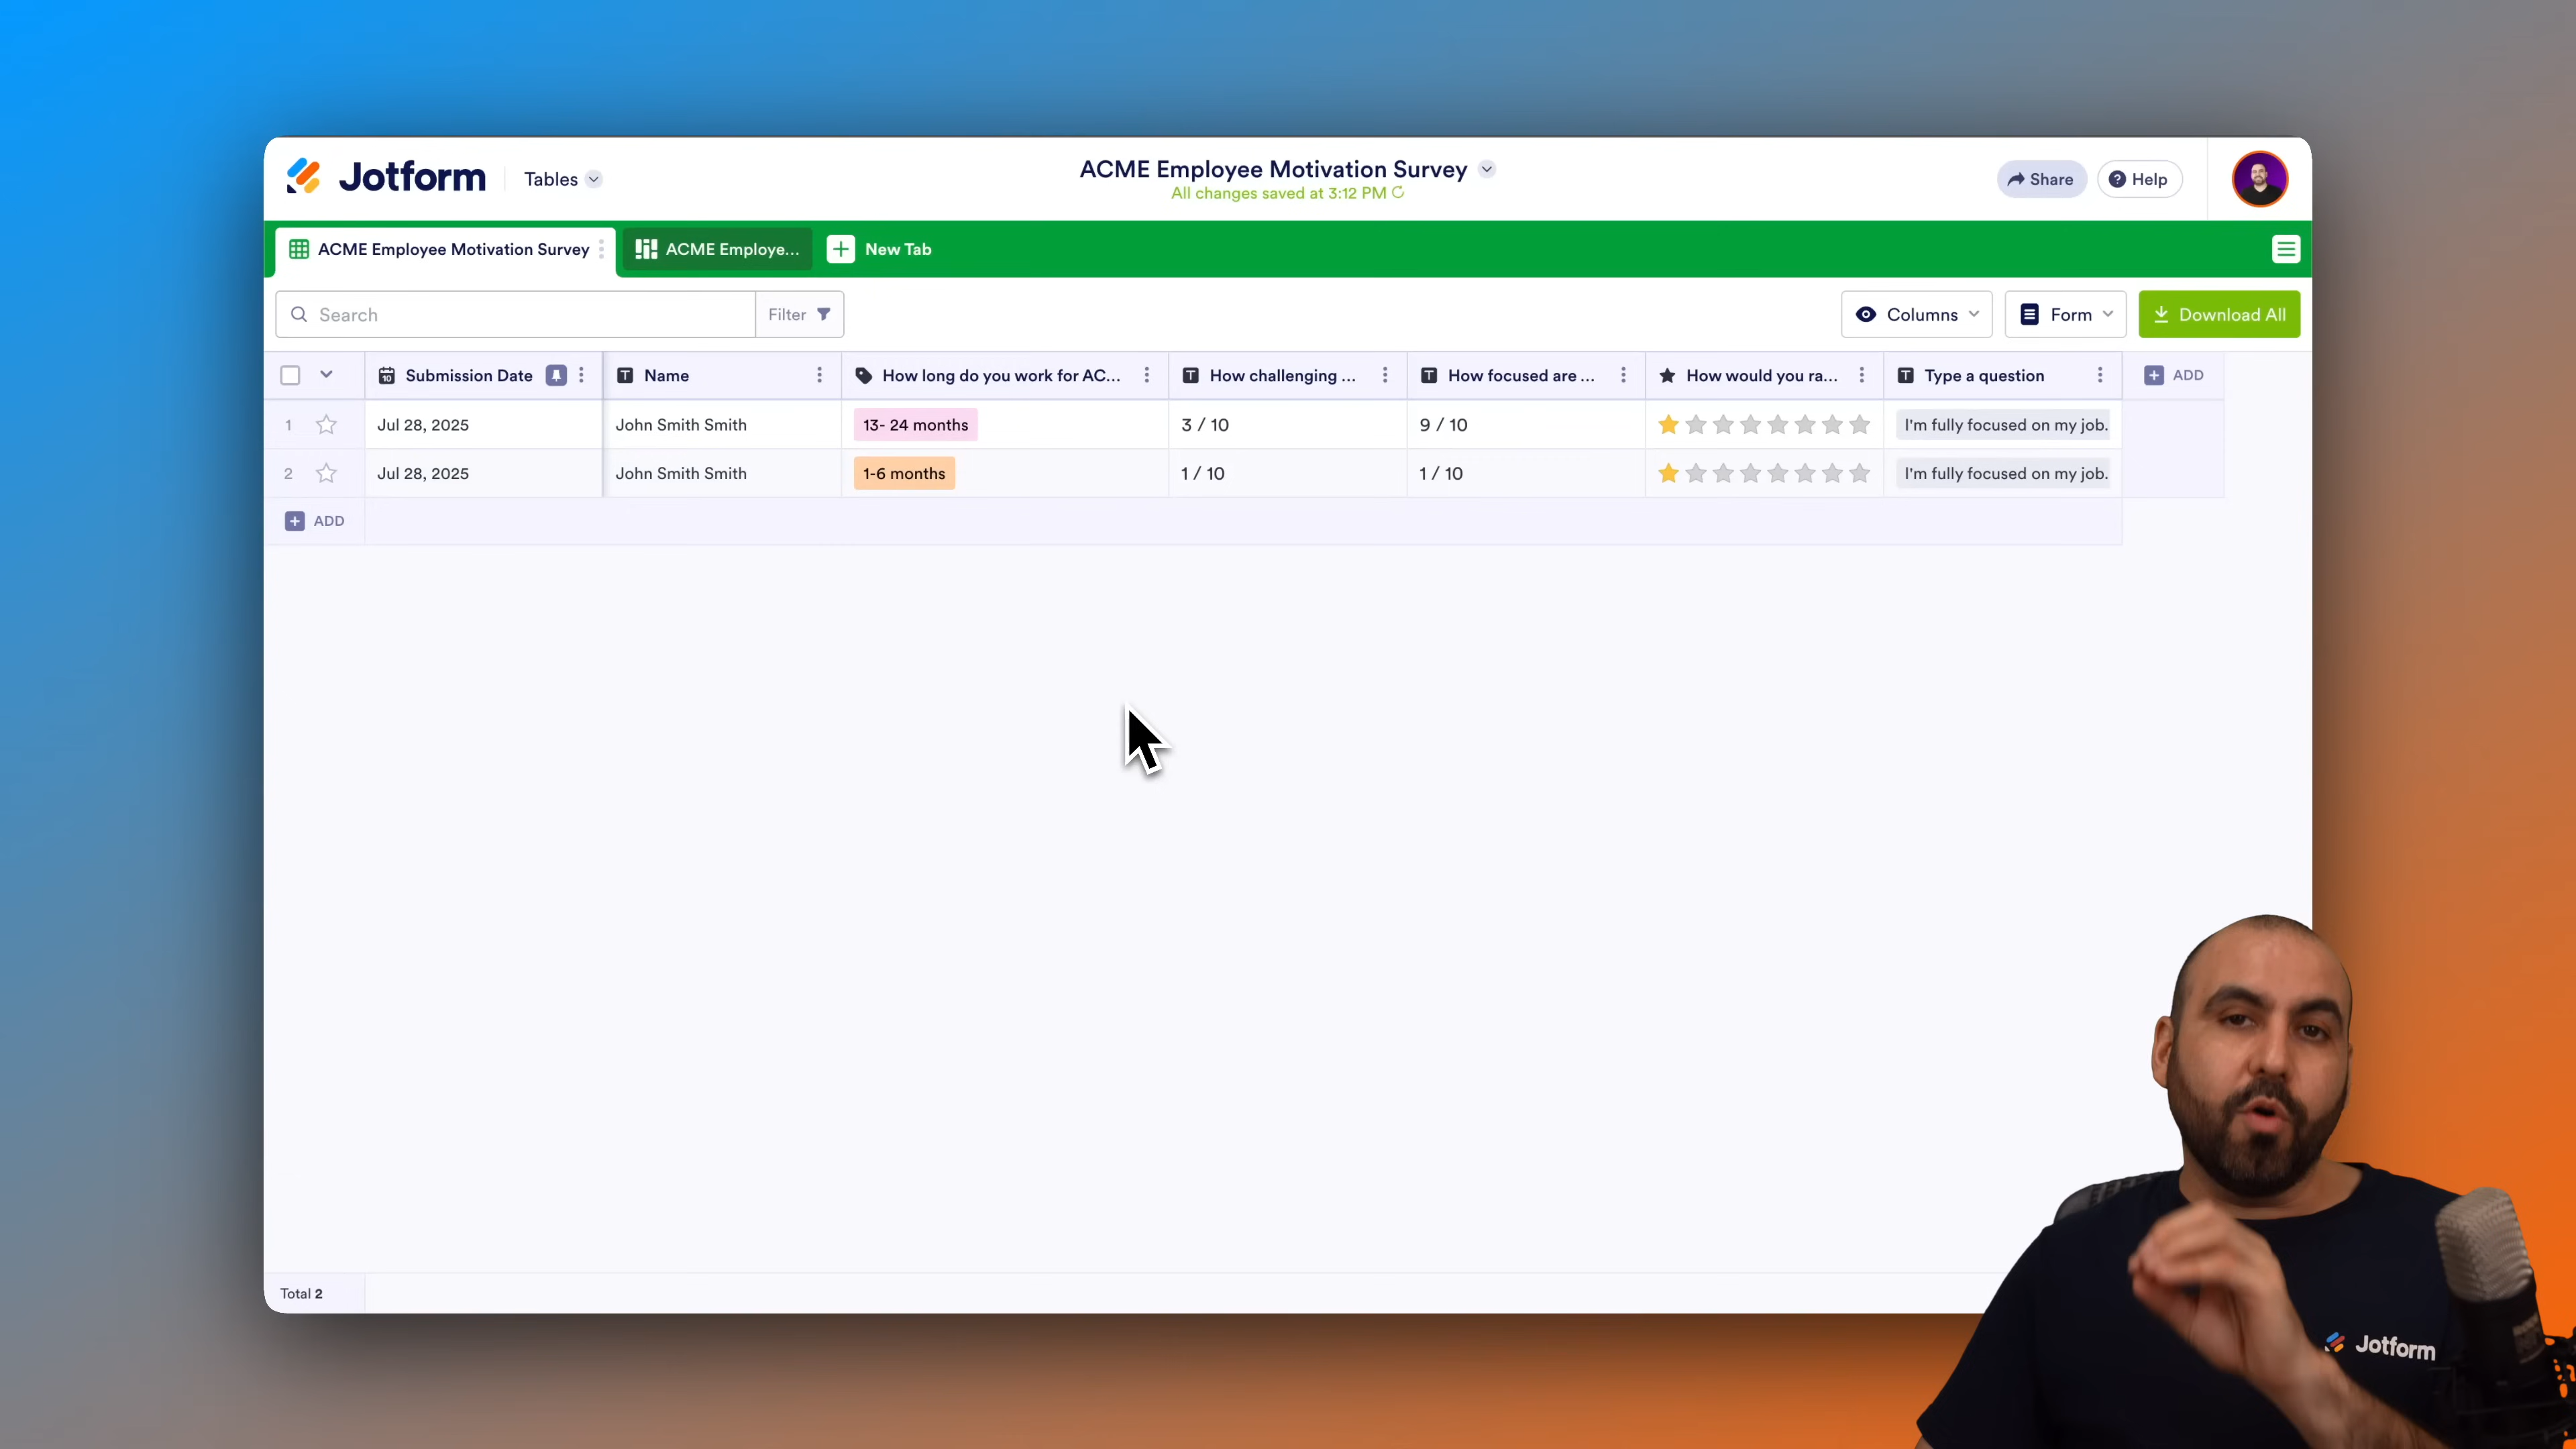 Jotform
Tables
ACME Employee Motivation Survey
All changes saved at 3:12 PM
Share
Help
ACME Employee Motivation Survey
ACME Employe...
New Tab
Search
Filter
Columns
Form
Download All
10 Submission Date
T Name
How long do you work for AC...
T How challenging ...
T How focused are ...
How would you ra...
T Type a question
ADD
1 Jul 28, 2025 John Smith Smith 13- 24 months 3 / 10 9 / 10 I'm fully focused on my job.
2 Jul 28, 2025 John Smith Smith 1-6 months 1 / 10 1 / 10 I'm fully focused on my job.
ADD
Total 2
Jotform